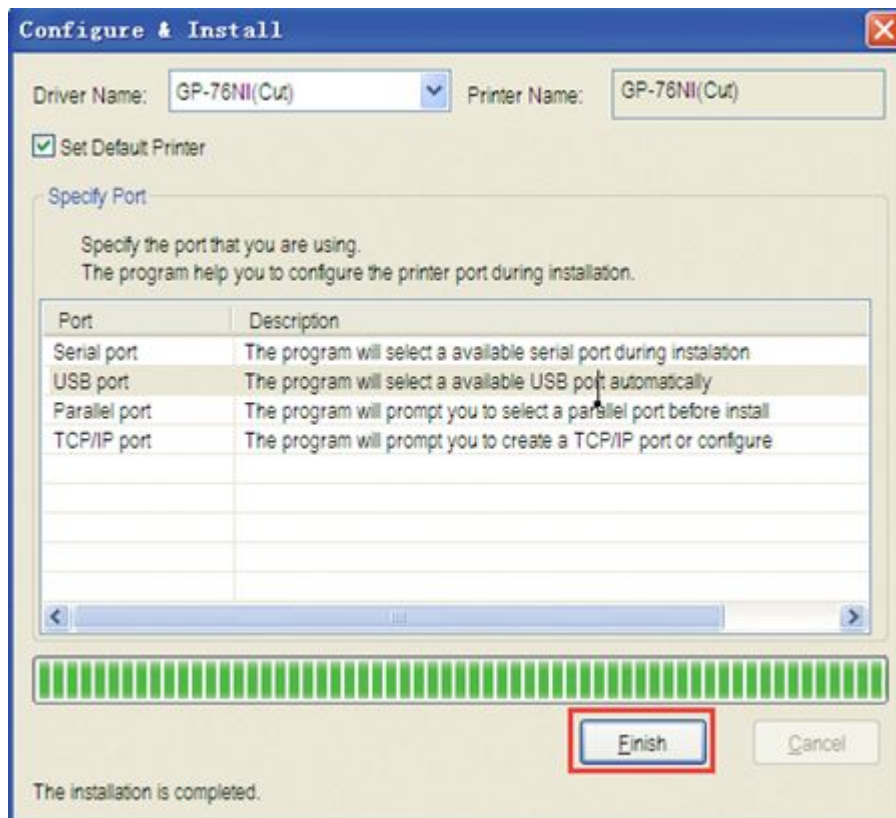 Configure & Install
Driver Name: GP-76NI(Cut) Printer Name: GP-76NI(Cut)
Set Default Printer
Specify Port
Specify the port that you are using.
The program help you to configure the printer port during installation.
Port Description
Serial port The program will select a available serial port during instalation
USB port The program will select a available USB port automatically
Parallel port The program will prompt you to select a parallel port before install
TCP/IP port The program will prompt you to create a TCP/IP port or configure
Finish Cancel
The installation is completed.